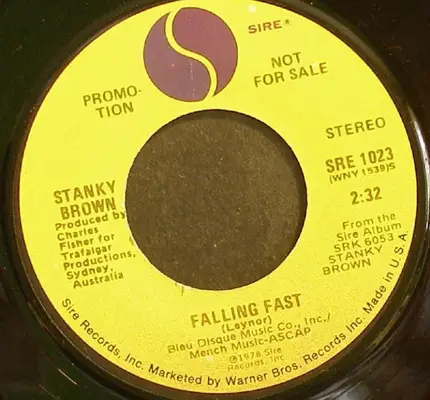 SIRE®
PROMO-
TION
NOT
FOR SALE
STEREO
SRE 1023
(WNY 1539)S
2:32
STANKY
BROWN
Produced by
Charles
Fisher for
Trafalgar
Productions,
Sydney,
Australia
From the
Sire Album
SRK 6053
STANKY
BROWN
FALLING FAST
(Leynor)
Bleu Disque Music Co., Inc./
Mench Music-ASCAP
℗1978 Sire
Records, Inc.
Sire Records, Inc. Marketed by Warner Bros. Records Inc. Made in U.S.A.